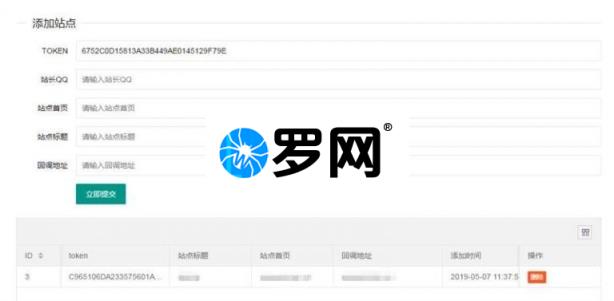 添加站点
TOKEN 6752C0D15813A33B449AE0145129F79E
站长QQ 请输入站长QQ
站点首页 请输入站点首页
站点标题 请输入站点标题
回调地址 请输入回调地址
罗网®
立即提交
ID token 站点标题 站点首页 回调地址 添加时间 操作
3 C965106DA233575601A... 2019-05-07 11:37:5 删除